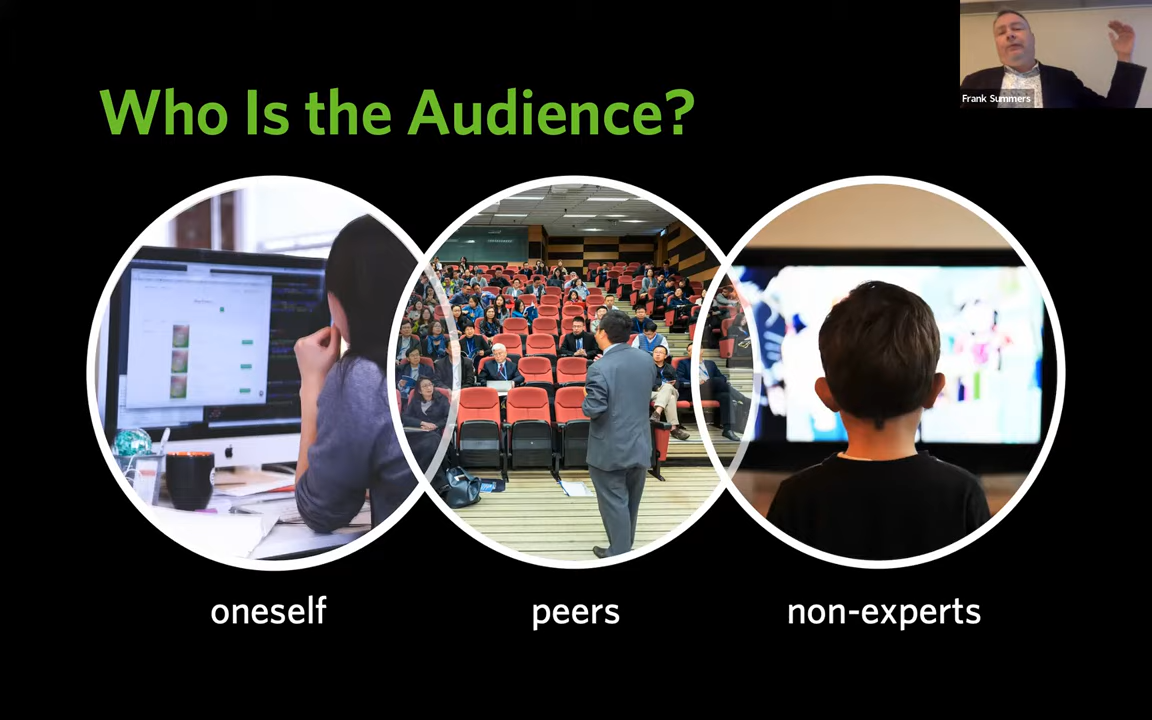 Who Is the Audience?
Frank Summers
oneself
peers
non-experts